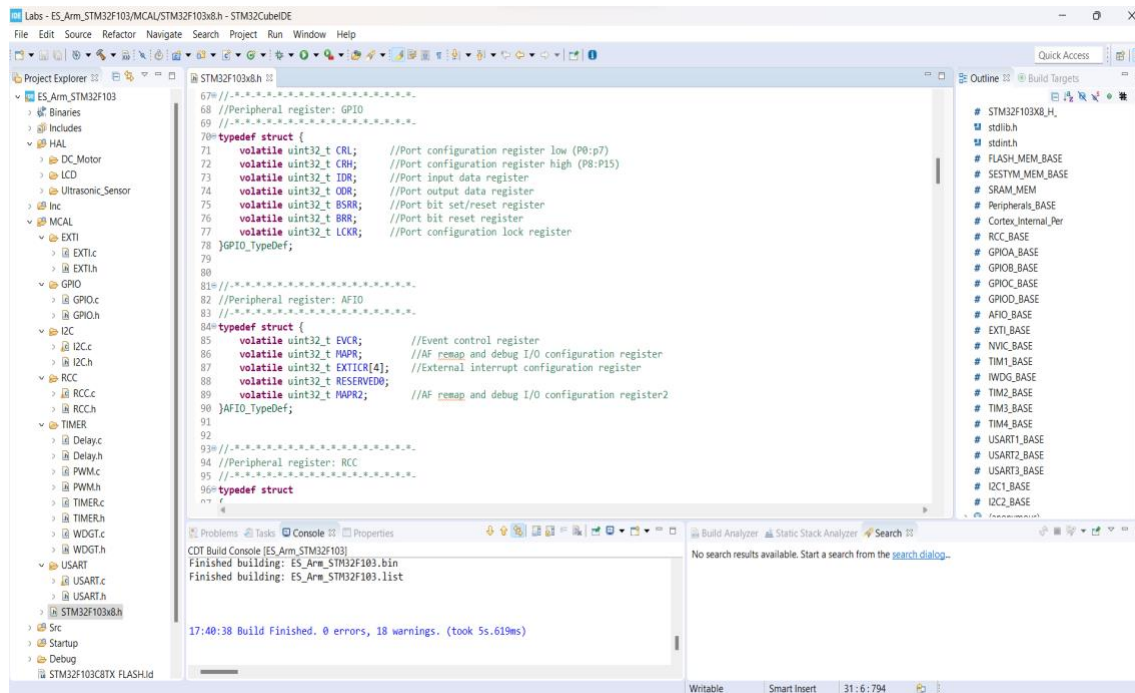 IDE Labs - ES_Arm_STM32F103/MCAL/STM32F103x8.h - STM32CubeIDE
File Edit Source Refactor Navigate Search Project Run Window Help
Quick Access
Project Explorer
ES_Arm_STM32F103
Binaries
Includes
HAL
DC_Motor
LCD
Ultrasonic_Sensor
Inc
MCAL
EXTI
EXTI.c
EXTI.h
GPIO
GPIO.c
GPIO.h
I2C
I2C.c
I2C.h
RCC
RCC.c
RCC.h
TIMER
Delay.c
Delay.h
PWM.c
PWM.h
TIMER.c
TIMER.h
WDGT.c
WDGT.h
USART
USART.c
USART.h
STM32F103x8.h
Src
Startup
Debug
STM32F103C8TX_FLASH.ld
STM32F103x8.h
67 //-*-*-*-*-*-*-*-*-*-*-*-*-*-*-*-*-
68 //Peripheral register: GPIO
69 //-*-*-*-*-*-*-*-*-*-*-*-*-*-*-*-*-
70 typedef struct {
71 volatile uint32_t CRL; //Port configuration register low (P0:p7)
72 volatile uint32_t CRH; //Port configuration register high (P8:P15)
73 volatile uint32_t IDR; //Port input data register
74 volatile uint32_t ODR; //Port output data register
75 volatile uint32_t BSRR; //Port bit set/reset register
76 volatile uint32_t BRR; //Port bit reset register
77 volatile uint32_t LCKR; //Port configuration lock register
78 }GPIO_TypeDef;
79
80
81 //-*-*-*-*-*-*-*-*-*-*-*-*-*-*-*-*-
82 //Peripheral register: AFIO
83 //-*-*-*-*-*-*-*-*-*-*-*-*-*-*-*-*-
84 typedef struct {
85 volatile uint32_t EVCR; //Event control register
86 volatile uint32_t MAPR; //AF remap and debug I/O configuration register
87 volatile uint32_t EXTICR[4]; //External interrupt configuration register
88 volatile uint32_t RESERVED0;
89 volatile uint32_t MAPR2; //AF remap and debug I/O configuration register2
90 }AFIO_TypeDef;
91
92
93 //-*-*-*-*-*-*-*-*-*-*-*-*-*-*-*-*-
94 //Peripheral register: RCC
95 //-*-*-*-*-*-*-*-*-*-*-*-*-*-*-*-*-
96 typedef struct
Outline Build Targets
# STM32F103X8_H_
stdlib.h
stdint.h
# FLASH_MEM_BASE
# SESTYM_MEM_BASE
# SRAM_MEM
# Peripherals_BASE
# Cortex_Internal_Per
# RCC_BASE
# GPIOA_BASE
# GPIOB_BASE
# GPIOC_BASE
# GPIOD_BASE
# AFIO_BASE
# EXTI_BASE
# NVIC_BASE
# TIM1_BASE
# IWDG_BASE
# TIM2_BASE
# TIM3_BASE
# TIM4_BASE
# USART1_BASE
# USART2_BASE
# USART3_BASE
# I2C1_BASE
# I2C2_BASE
Problems Tasks Console Properties
CDT Build Console [ES_Arm_STM32F103]
Finished building: ES_Arm_STM32F103.bin
Finished building: ES_Arm_STM32F103.list
17:40:38 Build Finished. 0 errors, 18 warnings. (took 5s.619ms)
Build Analyzer Static Stack Analyzer Search
No search results available. Start a search from the search dialog...
Writable Smart Insert 31 : 6 : 794